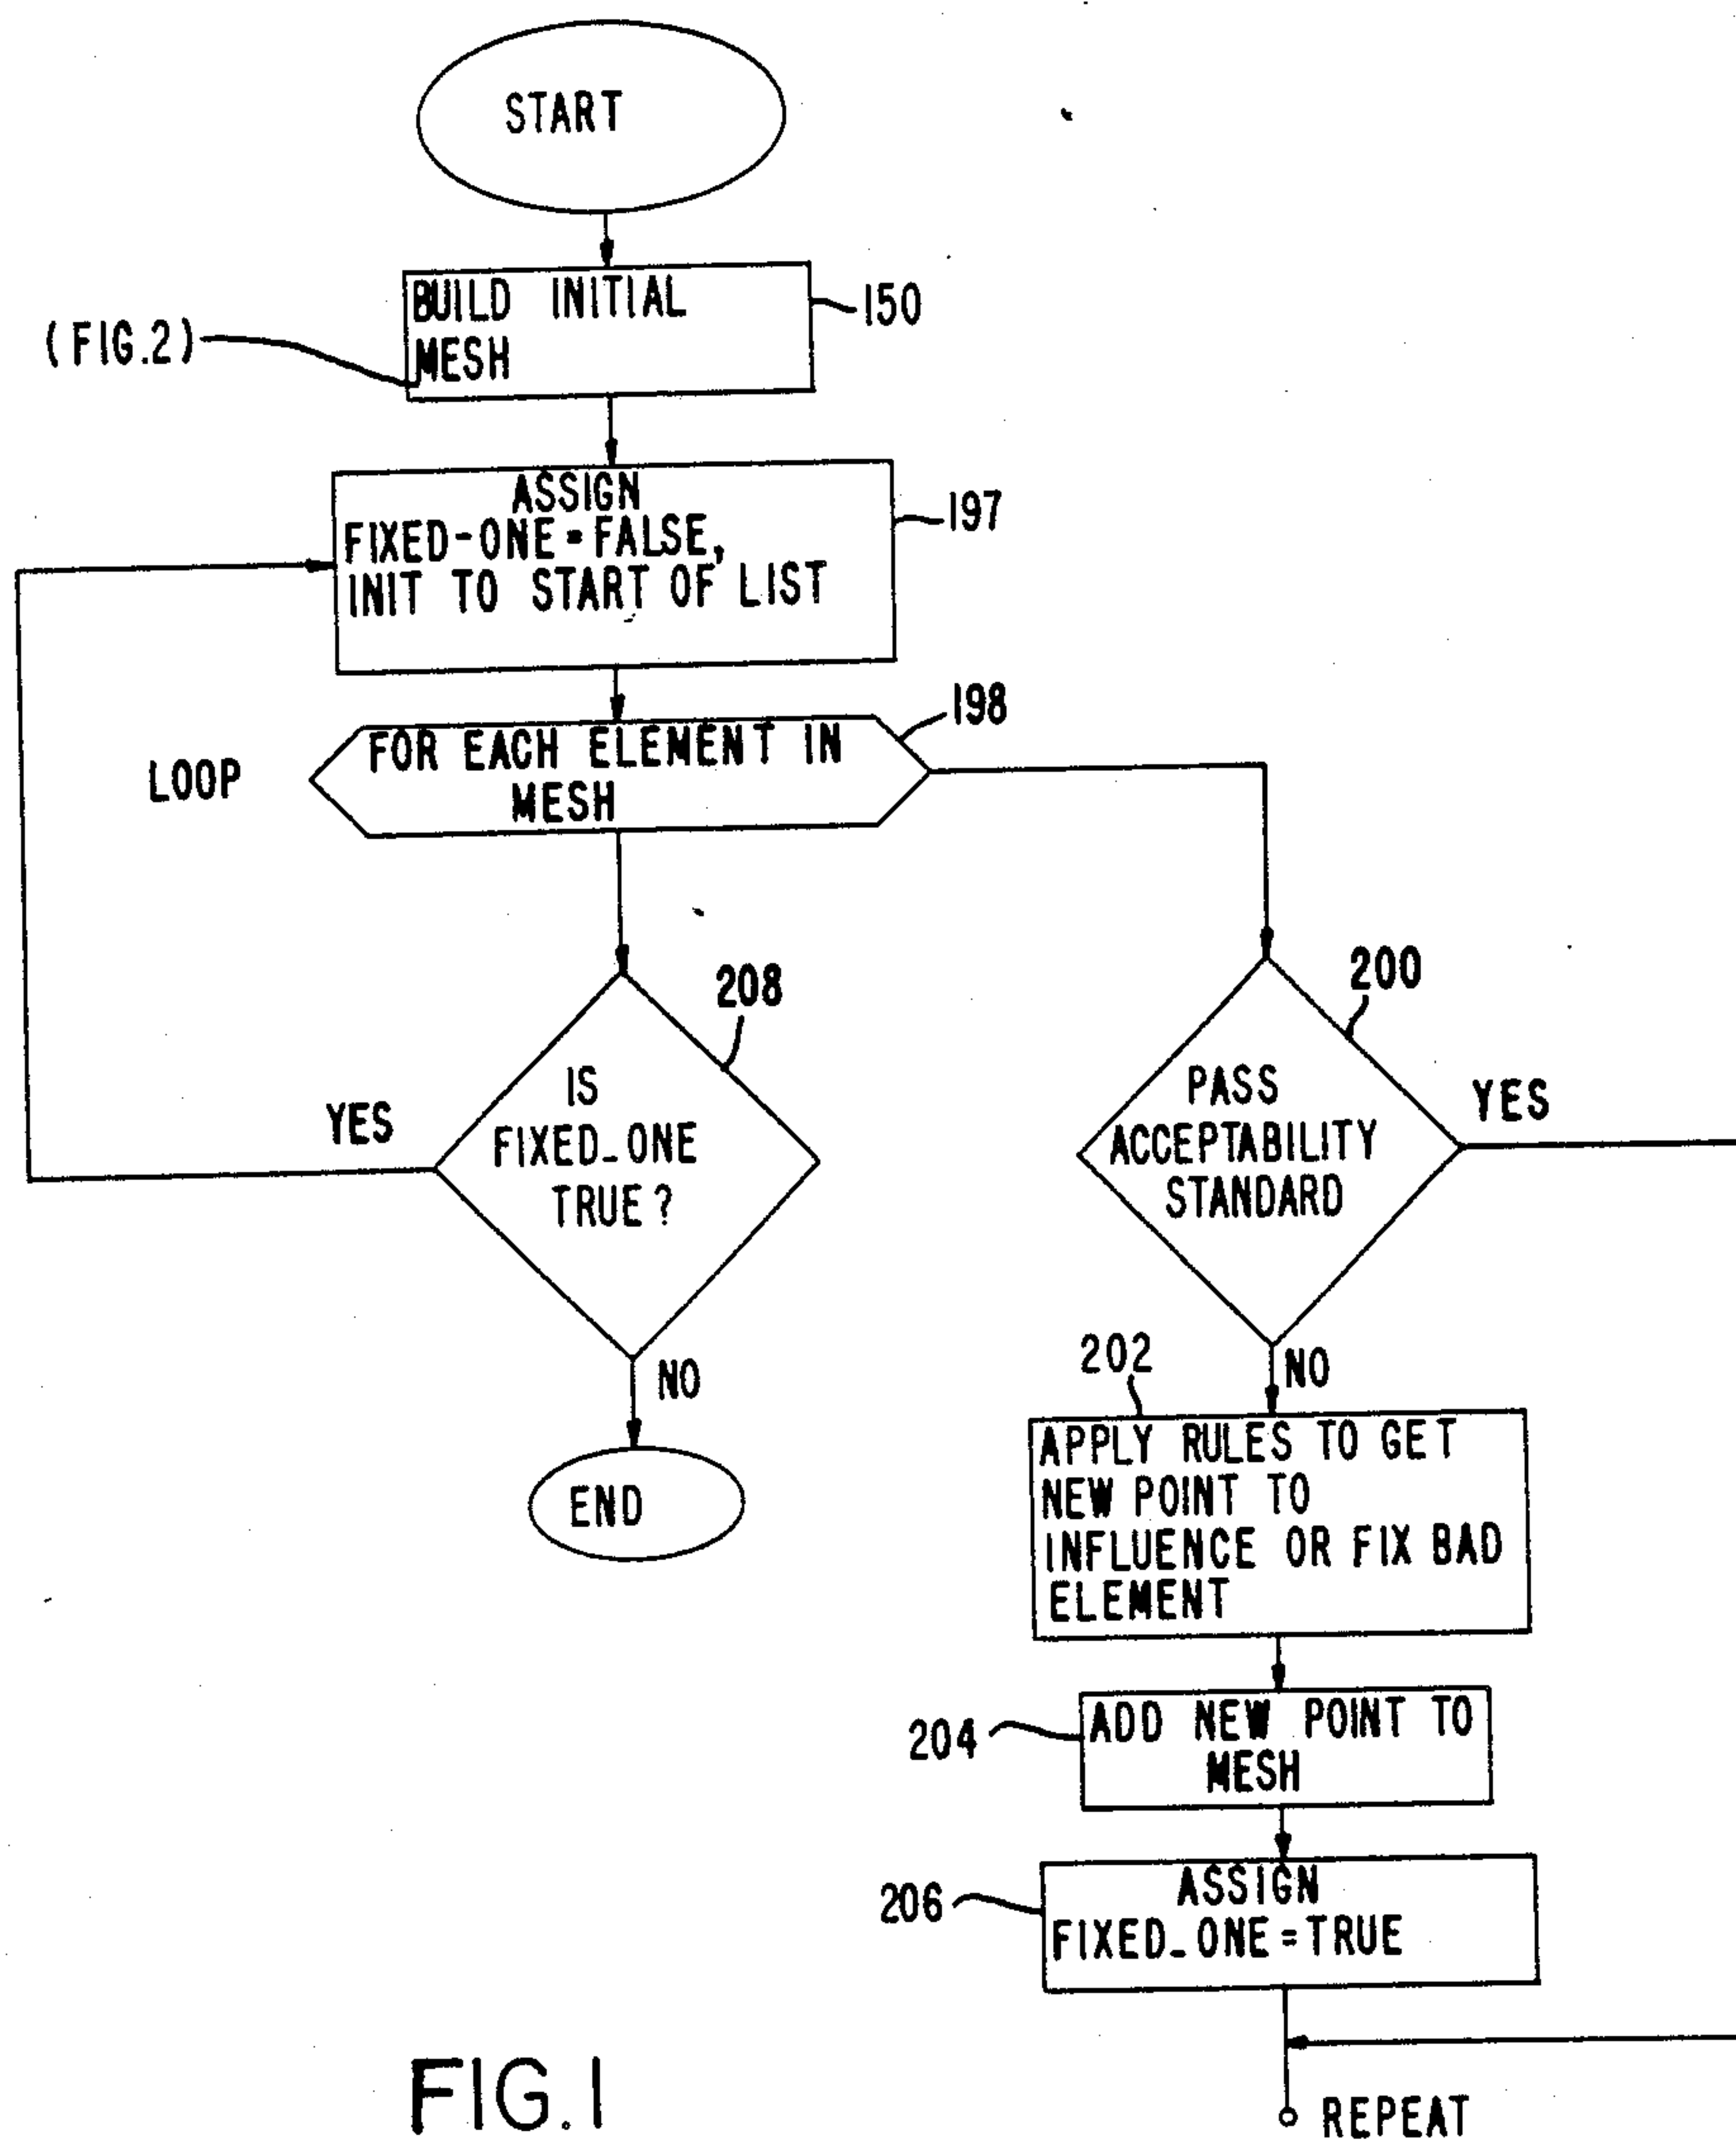 START
BUILD INITIAL
MESH
150
(FIG.2)
ASSIGN
FIXED-ONE=FALSE,
INIT TO START OF LIST
197
198
FOR EACH ELEMENT IN
MESH
LOOP
208
IS
FIXED_ONE
TRUE?
YES
NO
END
200
PASS
ACCEPTABILITY
STANDARD
YES
NO
202
APPLY RULES TO GET
NEW POINT TO
INFLUENCE OR FIX BAD
ELEMENT
204
ADD NEW POINT TO
MESH
206
ASSIGN
FIXED_ONE=TRUE
REPEAT
FIG.1